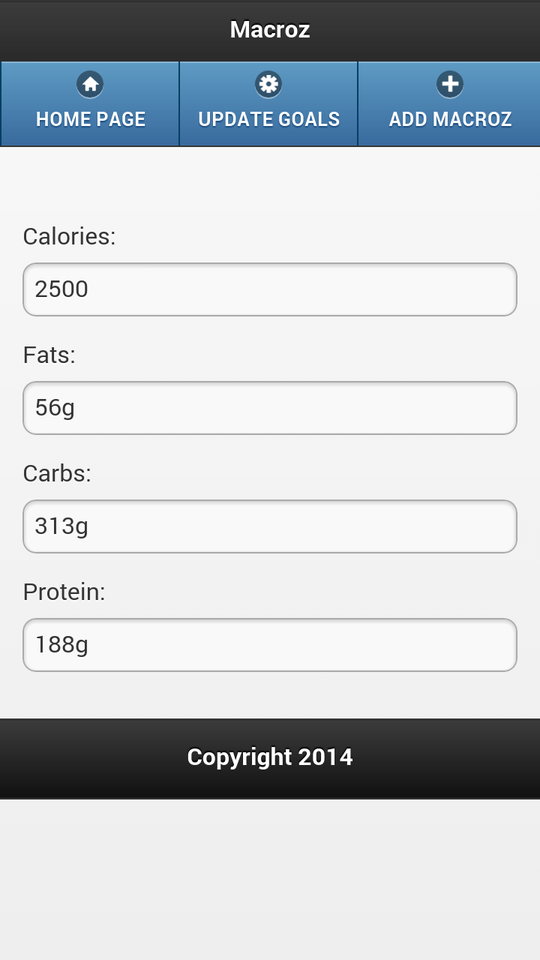 Macroz
HOME PAGE
UPDATE GOALS
ADD MACROZ
Calories:
2500
Fats:
56g
Carbs:
313g
Protein:
188g
Copyright 2014